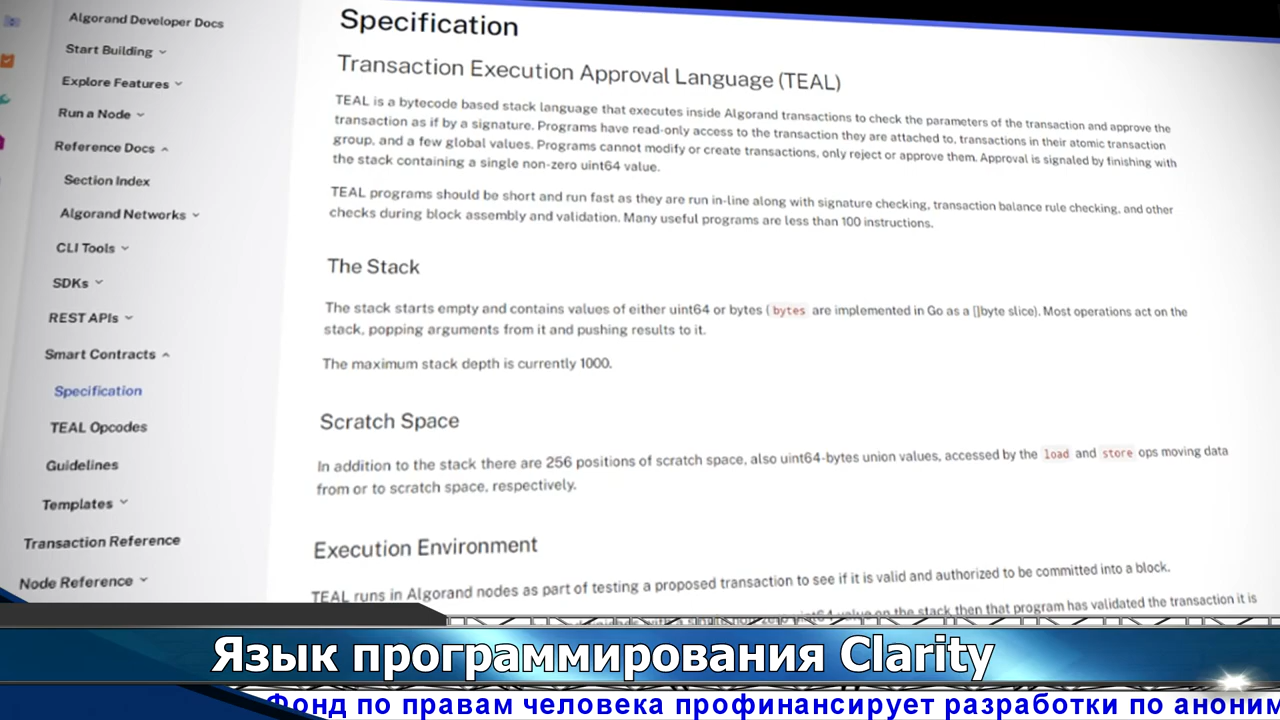 Algorand Developer Docs
Start Building
Explore Features
Run a Node
Reference Docs
Section Index
Algorand Networks
CLI Tools
SDKs
REST APIs
Smart Contracts
Specification
TEAL Opcodes
Guidelines
Templates
Transaction Reference
Node Reference
Specification
Transaction Execution Approval Language (TEAL)
TEAL is a bytecode based stack language that executes inside Algorand transactions to check the parameters of the transaction and approve the
transaction as if by a signature. Programs have read-only access to the transaction they are attached to, transactions in their atomic transaction
group, and a few global values. Programs cannot modify or create transactions, only reject or approve them. Approval is signaled by finishing with
the stack containing a single non-zero uint64 value.
TEAL programs should be short and run fast as they are run in-line along with signature checking, transaction balance rule checking, and other
checks during block assembly and validation. Many useful programs are less than 100 instructions.
The Stack
The stack starts empty and contains values of either uint64 or bytes ( bytes are implemented in Go as a []byte slice). Most operations act on the
stack, popping arguments from it and pushing results to it.
The maximum stack depth is currently 1000.
Scratch Space
In addition to the stack there are 256 positions of scratch space, also uint64-bytes union values, accessed by the load and store ops moving data
from or to scratch space, respectively.
Execution Environment
TEAL runs in Algorand nodes as part of testing a proposed transaction to see if it is valid and authorized to be committed into a block.
value on the stack then that program has validated the transaction it is
Язык программирования Clarity
Фонд по правам человека профинансирует разработки по аноним